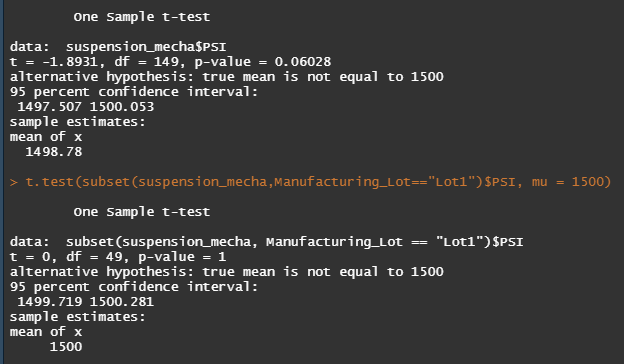 One Sample t-test
data:  suspension_mecha$PSI
t = -1.8931, df = 149, p-value = 0.06028
alternative hypothesis: true mean is not equal to 1500
95 percent confidence interval:
 1497.507 1500.053
sample estimates:
mean of x
  1498.78
> t.test(subset(suspension_mecha,Manufacturing_Lot=="Lot1")$PSI, mu = 1500)
One Sample t-test
data:  subset(suspension_mecha, Manufacturing_Lot == "Lot1")$PSI
t = 0, df = 49, p-value = 1
alternative hypothesis: true mean is not equal to 1500
95 percent confidence interval:
 1499.719 1500.281
sample estimates:
mean of x
     1500